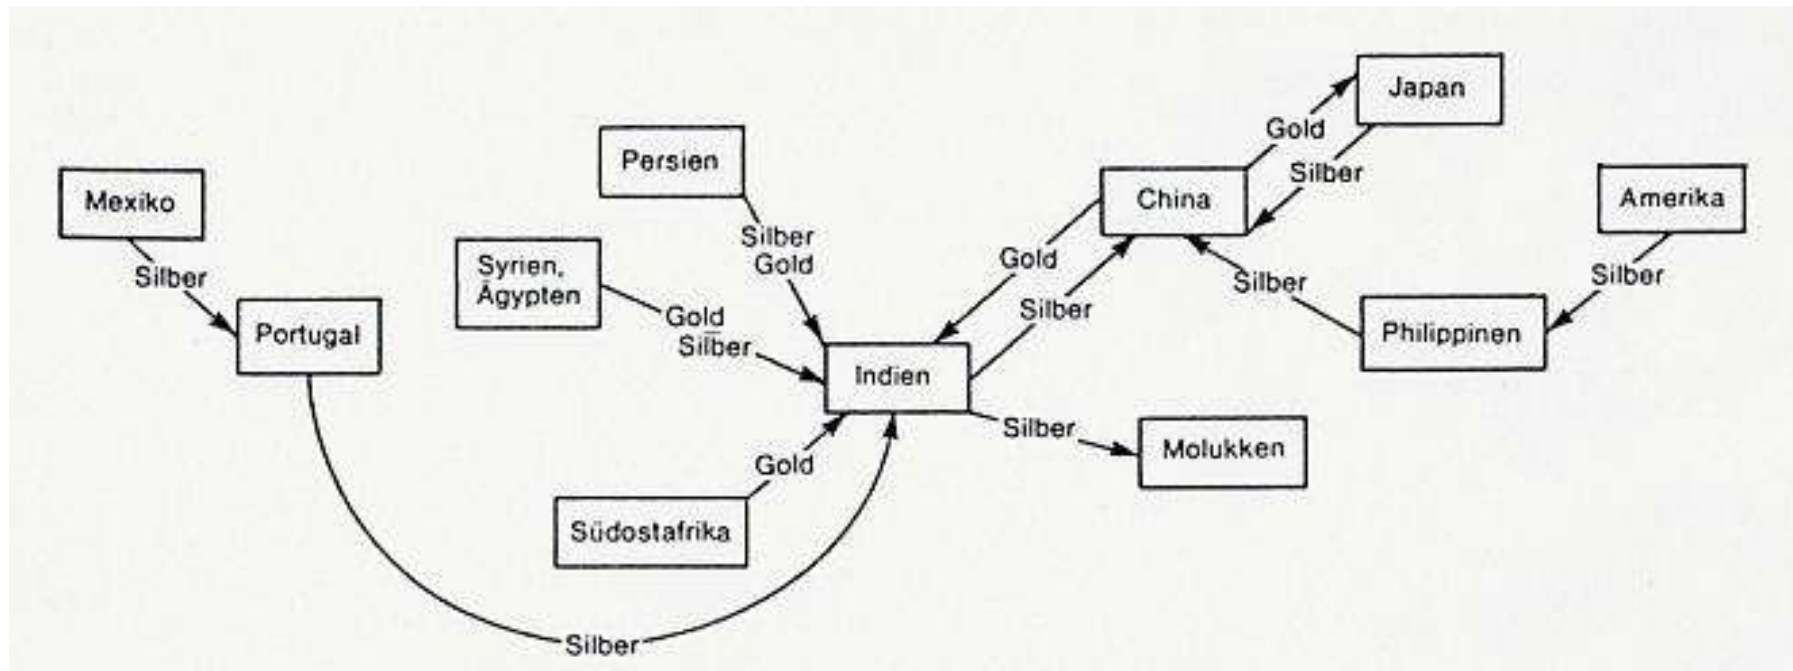 Japan
Gold
Persien
Silber
China
Mexiko
Amerika
Silber
Gold
Syrien,
Ägypten
Gold
Silber
Silber
Silber
Gold
Silber
Silber
Portugal
Philippinen
Indien
Silber
Molukken
Gold
Südostafrika
Silber